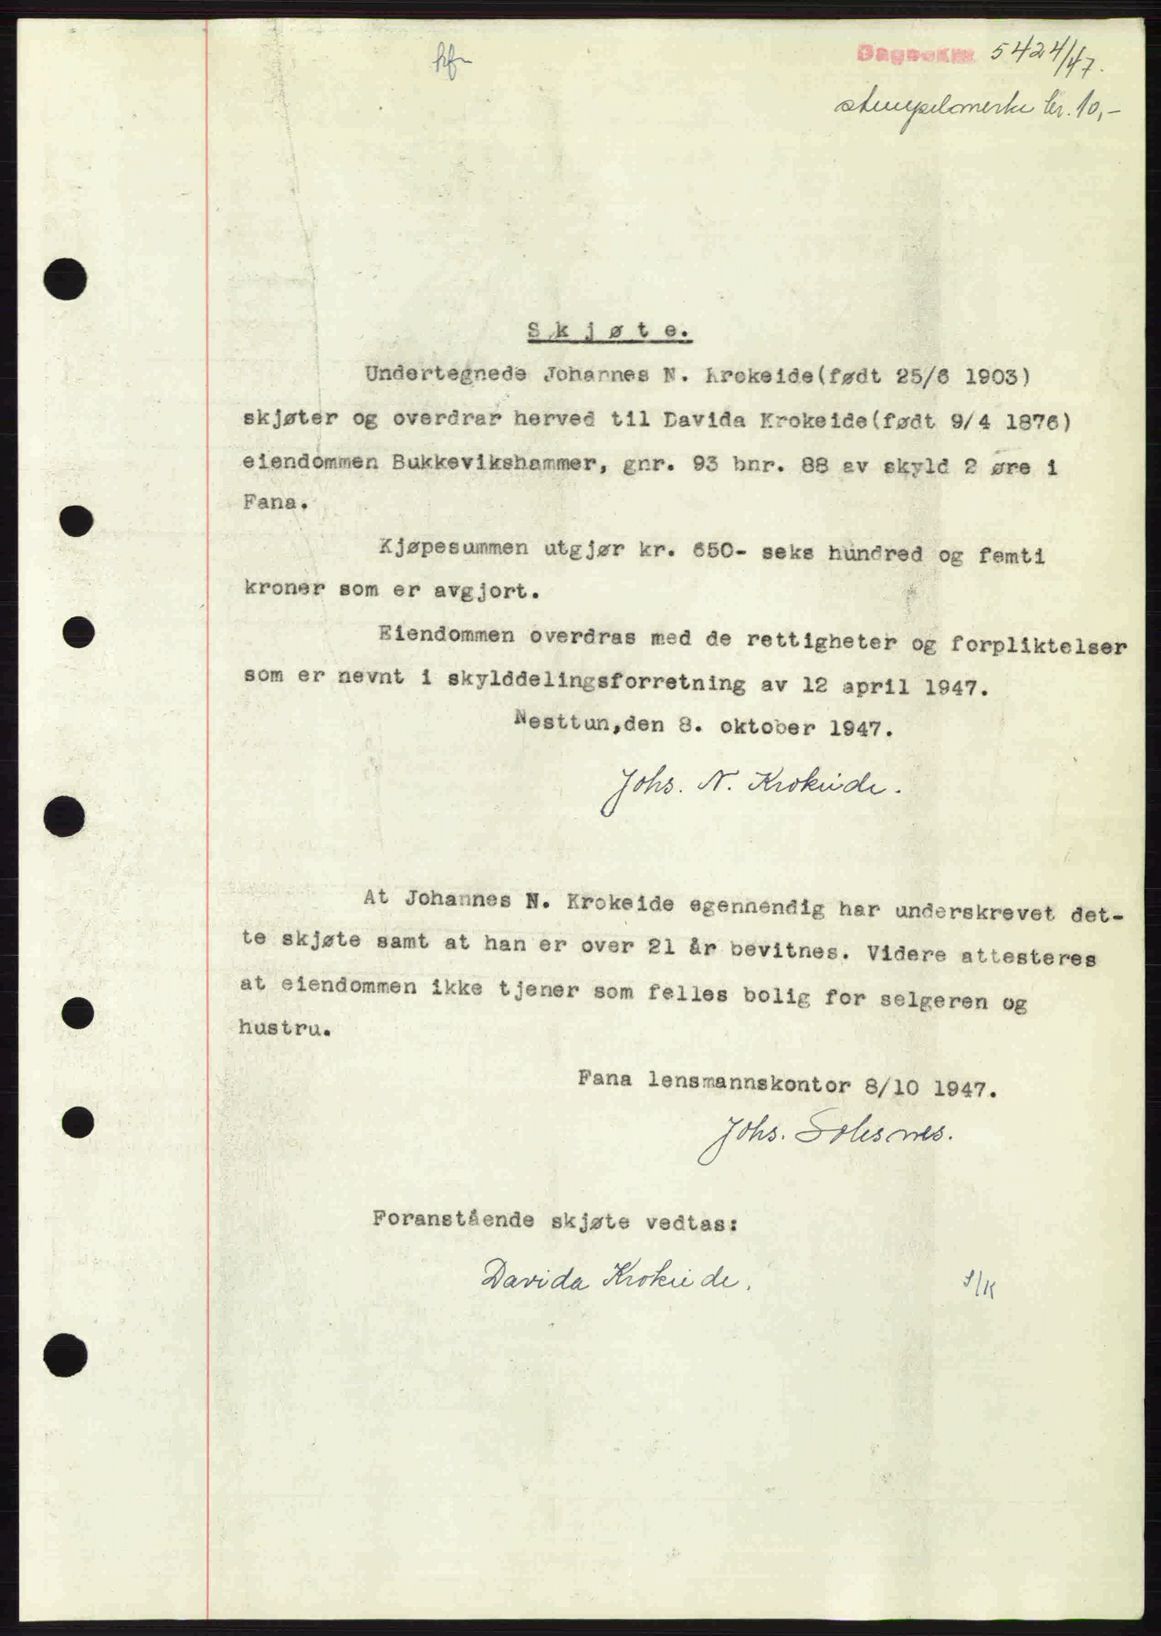 Dagbok nr. 5424/47.
stempelmerke kr. 10,-
S k j ø t e.
Undertegnede Johannes N. Krokeide(født 25/6 1903)
skjøter og overdrar herved til Davida Krokeide(født 9/4 1876)
eiendommen Bukkevikshammer, gnr. 93 bnr. 88 av skyld 2 øre i
Fana.
Kjøpesummen utgjør kr. 650- seks hundred og femti
kroner som er avgjort.
Eiendommen overdras med de rettigheter og forpliktelser
som er nevnt i skylddelingsforretning av 12 april 1947.
Nesttun,den 8. oktober 1947.
Johs. N. Krokeide.
At Johannes N. Krokeide egennendig har underskrevet det-
te skjøte samt at han er over 21 år bevitnes. Videre attesteres
at eiendommen ikke tjener som felles bolig for selgeren og
hustru.
Fana lensmannskontor 8/10 1947.
Johs. Solesnes.
Foranstående skjøte vedtas:
Davida Krokeide.
S/K